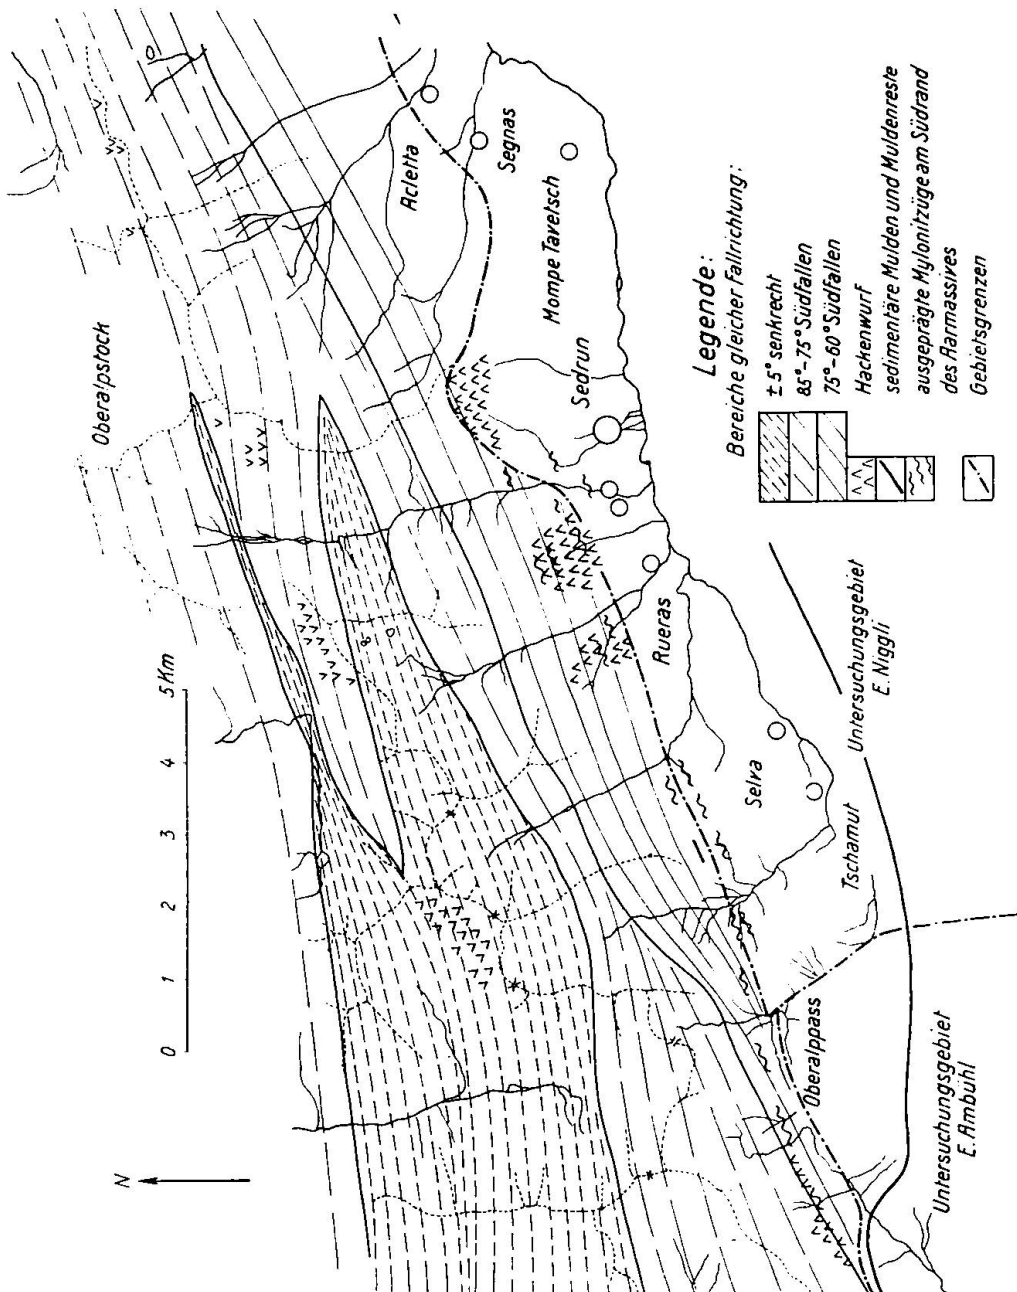 N
0 1 2 3 4 5 Km
Oberalpstock
Acletta
Segnas
Mompe Tavetsch
Sedrun
Rueras
Selva
Tschamut
Oberalppass
Untersuchungsgebiet
E. Niggli
Untersuchungsgebiet
E. Ambühl
Legende:
Bereiche gleicher Fallrichtung:
± 5° senkrecht
85°-75° Südfallen
75°-60° Südfallen
Hackenwurf
sedimentäre Mulden und Muldenreste
ausgeprägte Mylonitzüge am Südrand
des Aarmassives
Gebietsgrenzen